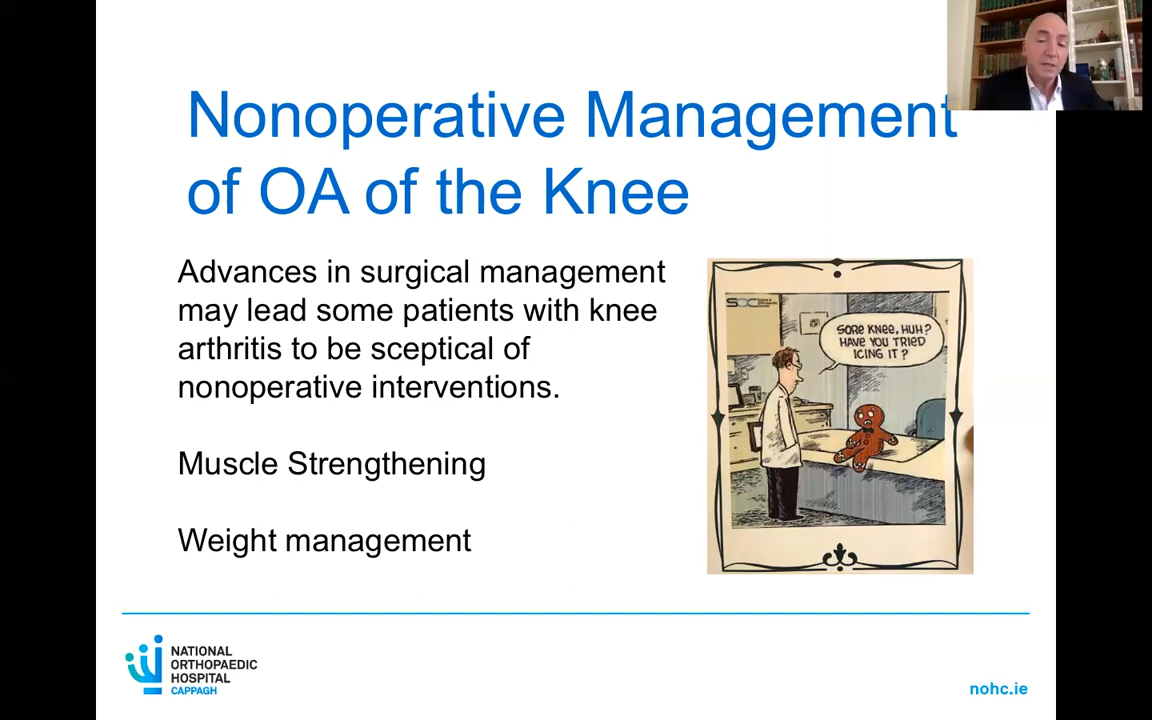 Nonoperative Management
of OA of the Knee
Advances in surgical management
may lead some patients with knee
arthritis to be sceptical of
nonoperative interventions.
Muscle Strengthening
Weight management
SORE KNEE, HUH?
HAVE YOU TRIED
ICING IT?
NATIONAL
ORTHOPAEDIC
HOSPITAL
CAPPAGH
nohc.ie